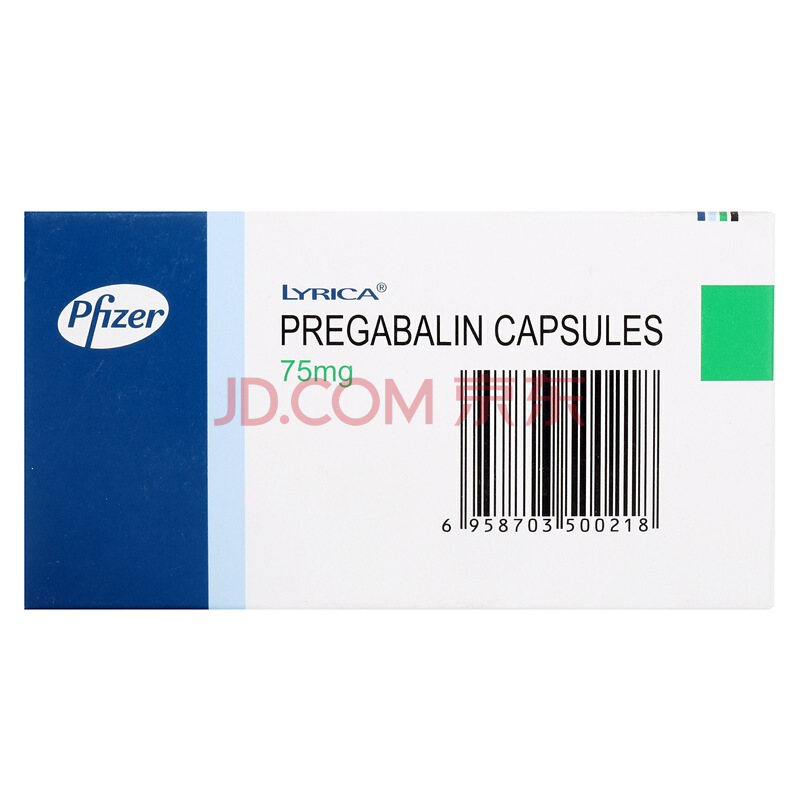 Pfizer
LYRICA®
PREGABALIN CAPSULES
75mg
JD.COM 京东
6 958703 500218